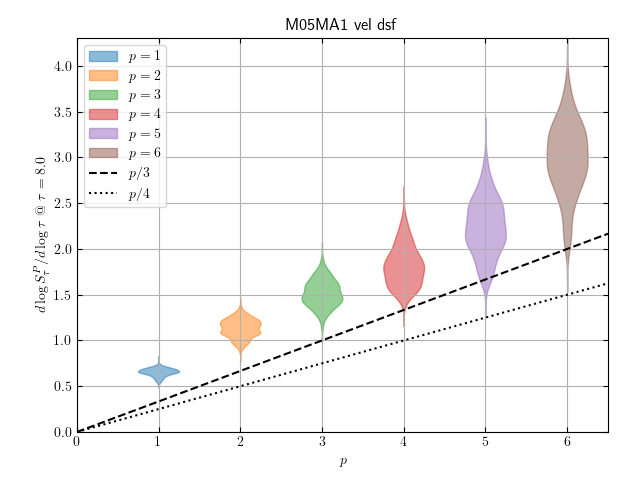 M05MA1 vel dsf
p = 1
p = 2
p = 3
p = 4
p = 5
p = 6
p/3
p/4
d log S_τ^P / d log τ @ τ = 8.0
4.0
3.5
3.0
2.5
2.0
1.5
1.0
0.5
0.0
0 1 2 3 4 5 6
p